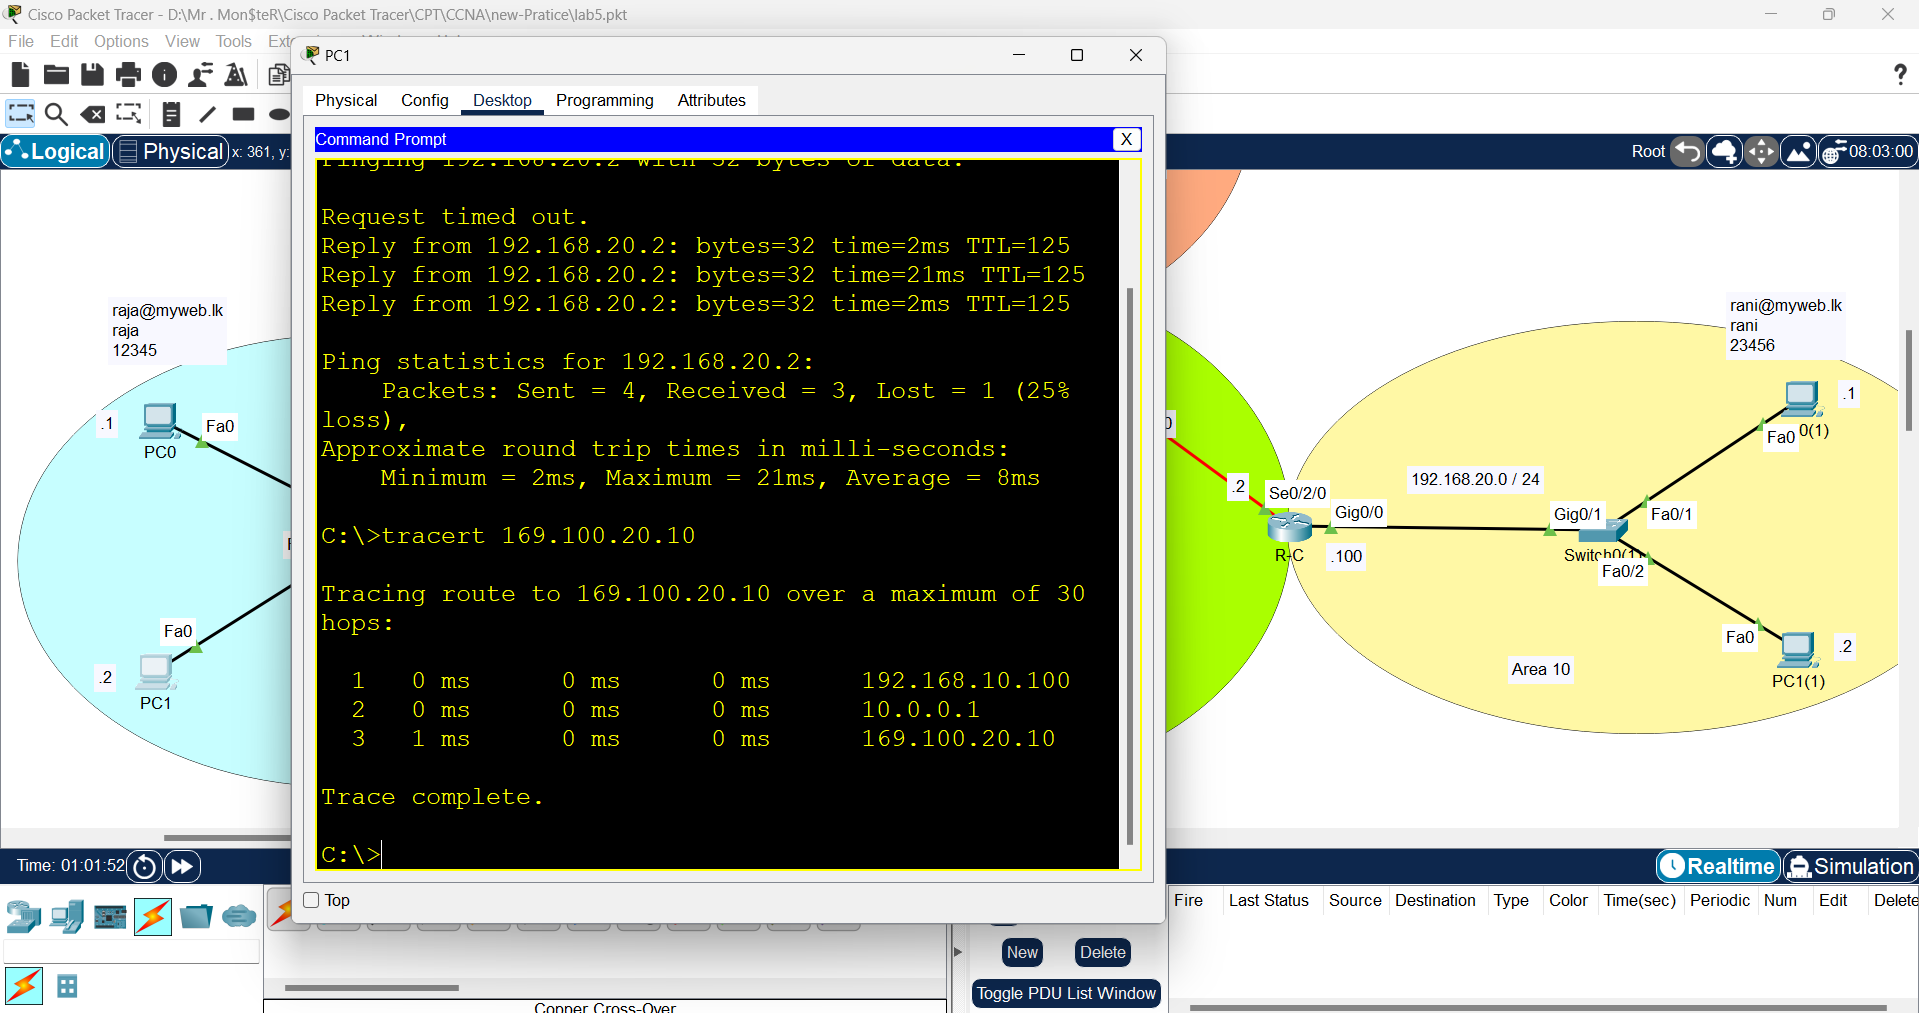 Cisco Packet Tracer - D:\Mr . Mon$teR\Cisco Packet Tracer\CPT\CCNA\new-Pratice\lab5.pkt
File Edit Options View Tools
PC1
Physical Config Desktop Programming Attributes
Command Prompt
X
Logical Physical x: 361, y:
Root 08:03:00
Pinging 192.168.20.2 with 32 bytes of data:
Request timed out.
Reply from 192.168.20.2: bytes=32 time=2ms TTL=125
Reply from 192.168.20.2: bytes=32 time=21ms TTL=125
Reply from 192.168.20.2: bytes=32 time=2ms TTL=125
Ping statistics for 192.168.20.2:
Packets: Sent = 4, Received = 3, Lost = 1 (25%
loss),
Approximate round trip times in milli-seconds:
Minimum = 2ms, Maximum = 21ms, Average = 8ms
C:\>tracert 169.100.20.10
Tracing route to 169.100.20.10 over a maximum of 30
hops:
1 0 ms 0 ms 0 ms 192.168.10.100
2 0 ms 0 ms 0 ms 10.0.0.1
3 1 ms 0 ms 0 ms 169.100.20.10
Trace complete.
C:\>
Top
raja@myweb.lk
raja
12345
.1
Fa0
PC0
Fa0
.2
PC1
rani@myweb.lk
rani
23456
.1
Fa0 0(1)
192.168.20.0 / 24
.2
Se0/2/0
Gig0/0
Gig0/1
Fa0/1
R-C
.100
Switch0(1)
Fa0/2
Fa0
.2
Area 10
PC1(1)
Time: 01:01:52
Realtime Simulation
Fire Last Status Source Destination Type Color Time(sec) Periodic Num Edit Delete
New Delete
Toggle PDU List Window
Copper Cross-Over
?